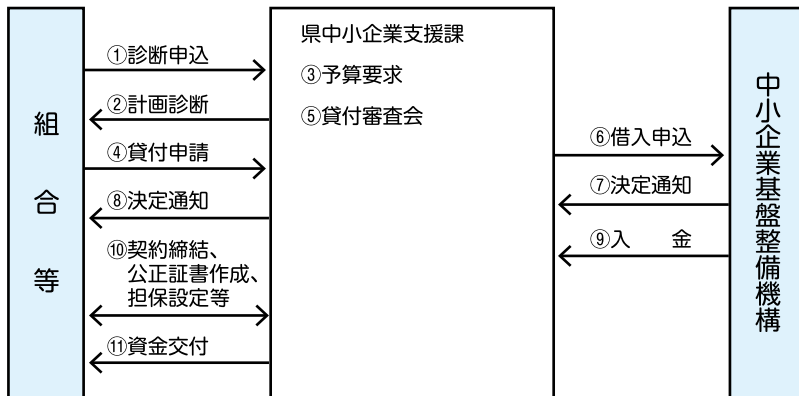 組合等
①診断申込
②計画診断
④貸付申請
⑧決定通知
⑩契約締結、
公正証書作成、
担保設定等
⑪資金交付
県中小企業支援課
③予算要求
⑤貸付審査会
⑥借入申込
⑦決定通知
⑨入　　金
中小企業基盤整備機構